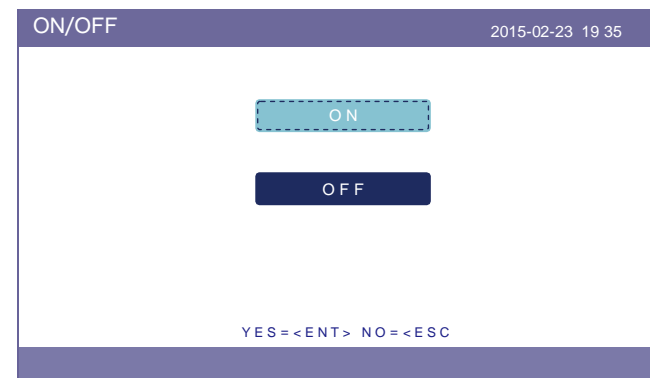 ON/OFF 2015-02-23 19 35
ON
OFF
YES=<ENT> NO=<ESC